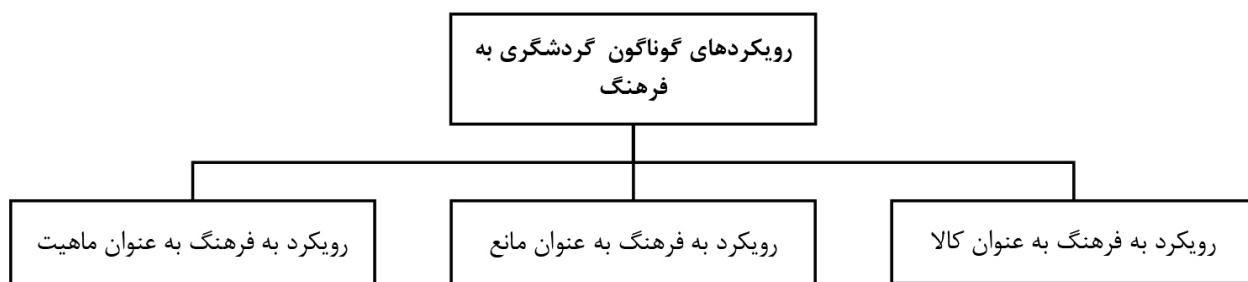 رویکردهای گوناگون گردشگری به
فرهنگ
رویکرد به فرهنگ به عنوان کالا
رویکرد به فرهنگ به عنوان مانع
رویکرد به فرهنگ به عنوان ماهیت